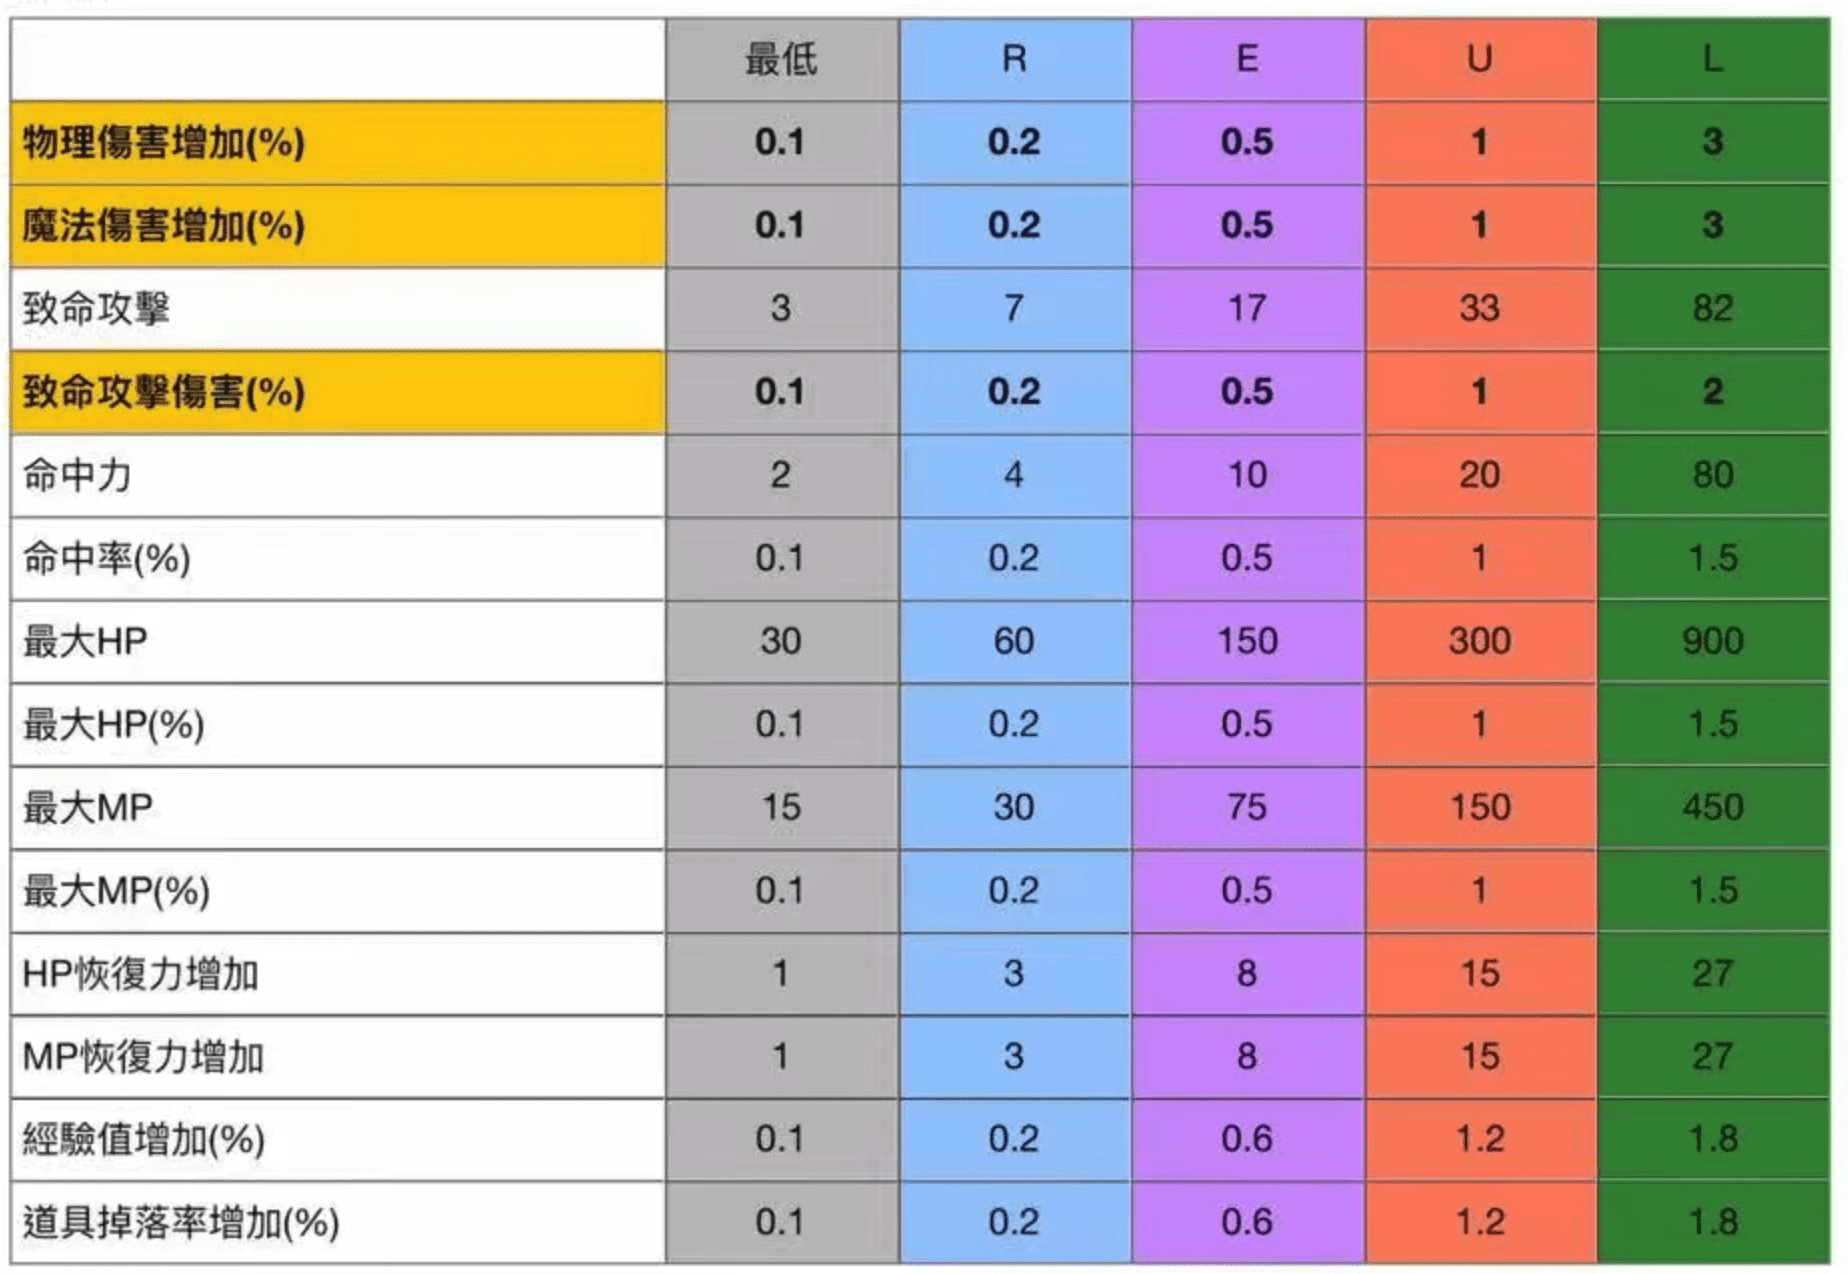 最低 R E U L
物理傷害增加(%) 0.1 0.2 0.5 1 3
魔法傷害增加(%) 0.1 0.2 0.5 1 3
致命攻擊 3 7 17 33 82
致命攻擊傷害(%) 0.1 0.2 0.5 1 2
命中力 2 4 10 20 80
命中率(%) 0.1 0.2 0.5 1 1.5
最大HP 30 60 150 300 900
最大HP(%) 0.1 0.2 0.5 1 1.5
最大MP 15 30 75 150 450
最大MP(%) 0.1 0.2 0.5 1 1.5
HP恢復力增加 1 3 8 15 27
MP恢復力增加 1 3 8 15 27
經驗值增加(%) 0.1 0.2 0.6 1.2 1.8
道具掉落率增加(%) 0.1 0.2 0.6 1.2 1.8